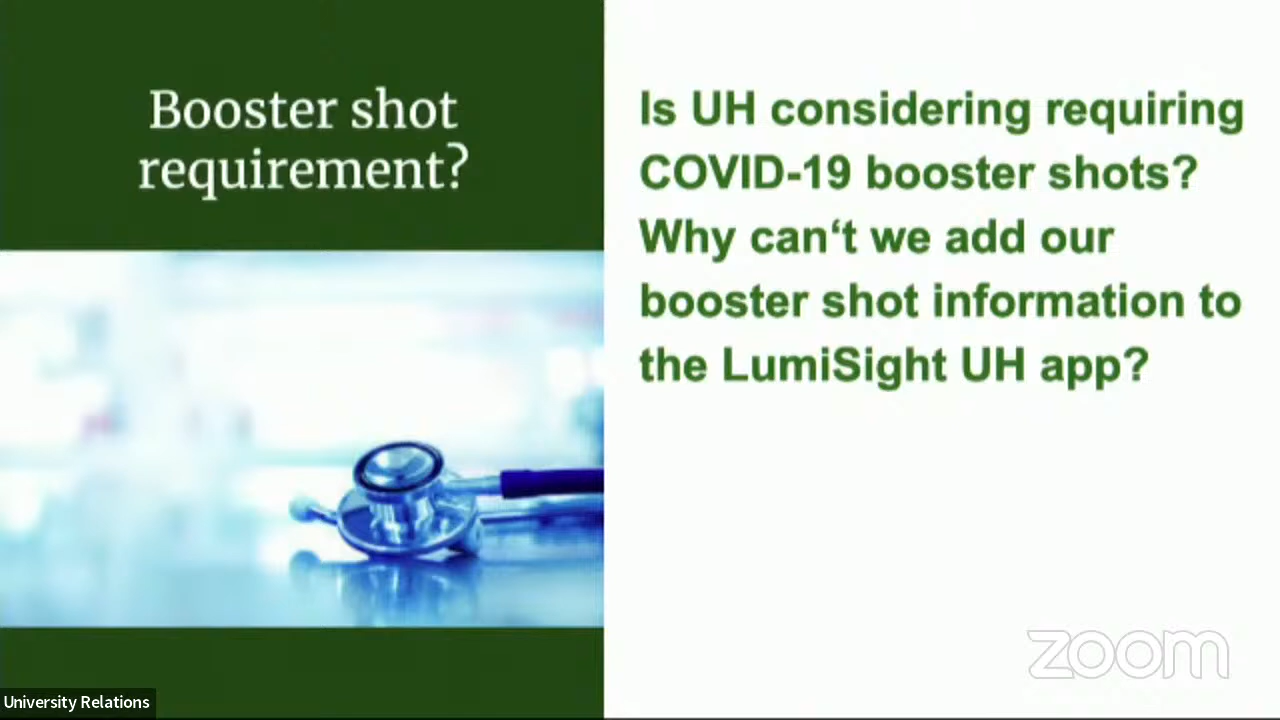 Booster shot
requirement?
Is UH considering requiring
COVID-19 booster shots?
Why can‘t we add our
booster shot information to
the LumiSight UH app?
zoom
University Relations